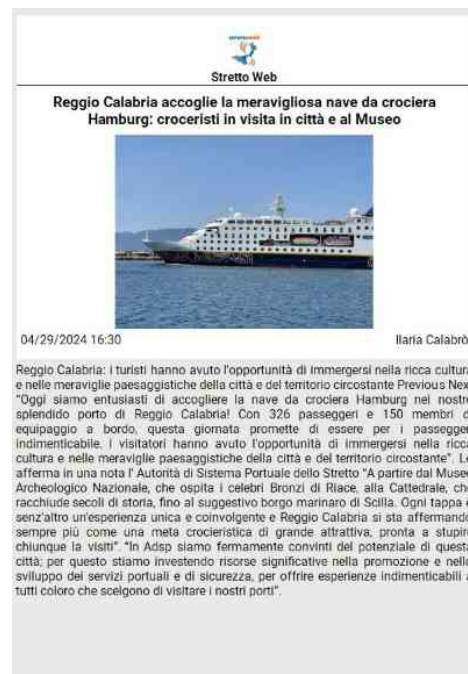 Stretto Web
Reggio Calabria accoglie la meravigliosa nave da crociera
Hamburg: croceristi in visita in città e al Museo
04/29/2024 16:30
Ilaria Calabrò
Reggio Calabria: i turisti hanno avuto l'opportunità di immergersi nella ricca cultura
e nelle meraviglie paesaggistiche della città e del territorio circostante Previous Nex
"Oggi siamo entusiasti di accogliere la nave da crociera Hamburg nel nostro
splendido porto di Reggio Calabria! Con 326 passeggeri e 150 membri d
equipaggio a bordo, questa giornata promette di essere per i passegger
indimenticabile. I visitatori hanno avuto l'opportunità di immergersi nella ricca
cultura e nelle meraviglie paesaggistiche della città e del territorio circostante". L
afferma in una nota l' Autorità di Sistema Portuale dello Stretto "A partire dal Museo
Archeologico Nazionale, che ospita i celebri Bronzi di Riace, alla Cattedrale, che
racchiude secoli di storia, fino al suggestivo borgo marinaro di Scilla. Ogni tappa è
senz'altro un'esperienza unica e coinvolgente e Reggio Calabria si sta affermando
sempre più come una meta crocieristica di grande attrattiva, pronta a stupire
chiunque la visiti". "In Adsp siamo fermamente convinti del potenziale di questa
città; per questo stiamo investendo risorse significative nella promozione e nello
sviluppo dei servizi portuali e di sicurezza, per offrire esperienze indimenticabili a
tutti coloro che scelgono di visitare i nostri porti".